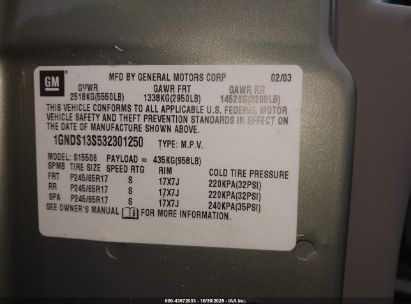 GM
MFD BY GENERAL MOTORS CORP 02/03
GVWR GAWR FRT GAWR RR
2518KG(5550LB) 1338KG(2950LB) 1452KG(3200LB)
THIS VEHICLE CONFORMS TO ALL APPLICABLE U.S. FEDERAL MOTOR
VEHICLE SAFETY AND THEFT PREVENTION STANDARDS IN EFFECT ON
THE DATE OF MANUFACTURE SHOWN ABOVE.
1GNDS13S532301250 TYPE: M.P.V.
MODEL: S15506 PAYLOAD = 435KG(958LB)
SPMB TIRE SIZE SPEED RTG RIM COLD TIRE PRESSURE
FRT P245/65R17 S 17X7J 220KPA(32PSI)
RR P245/65R17 S 17X7J 220KPA(32PSI)
SPA P245/65R17 S 17X7J 240KPA(35PSI)
SEE OWNER'S MANUAL FOR MORE INFORMATION.